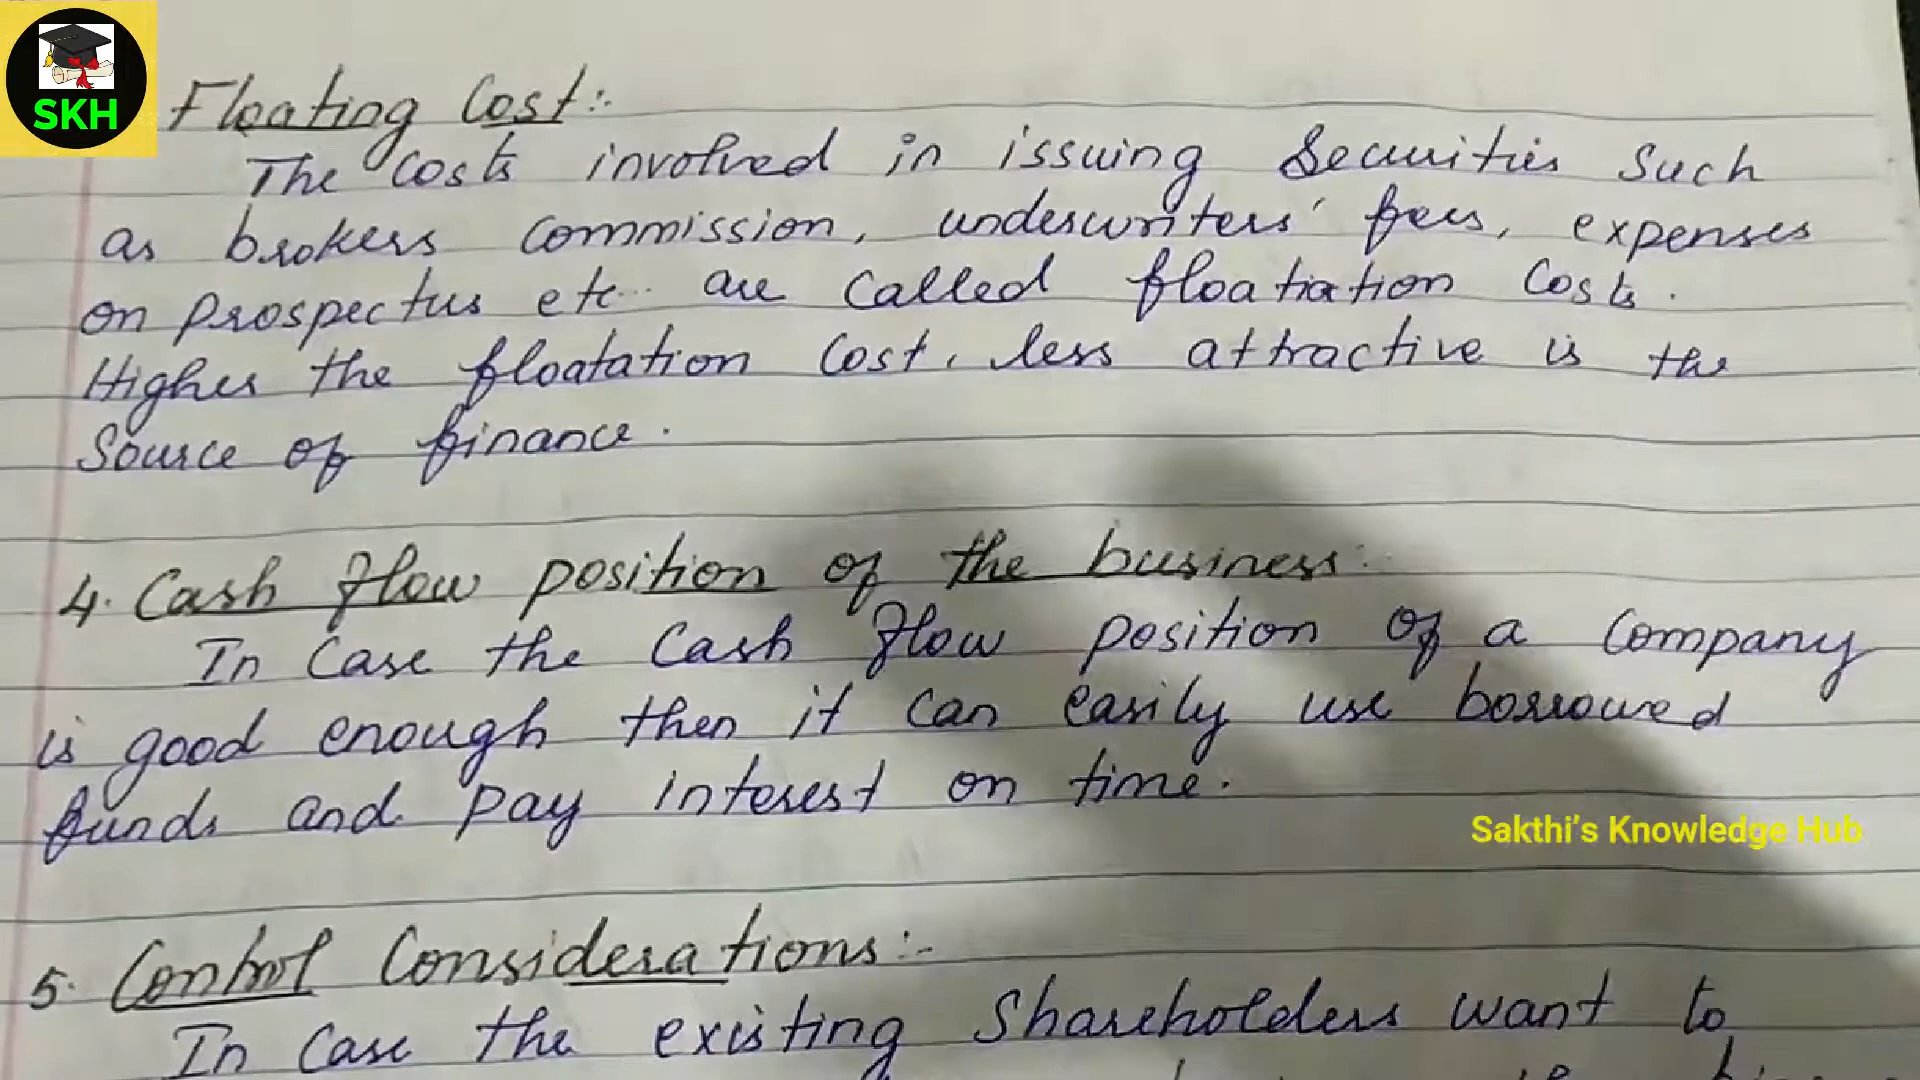 SKH
Floating Cost:-
The Costs involved in issuing Securities Such
as brokers Commission, underwriters' fees, expenses
on Prospectus etc... are Called floatiation Costs.
Higher the floatation Cost, less attractive is the
Source of finance.
4. Cash flow position of the business:-
In Case the Cash flow position of a Company
is good enough then it Can easily use borrowed
funds and pay interest on time.
Sakthi's Knowledge Hub
5. Control Considerations:-
In Case the existing Shareholders want to